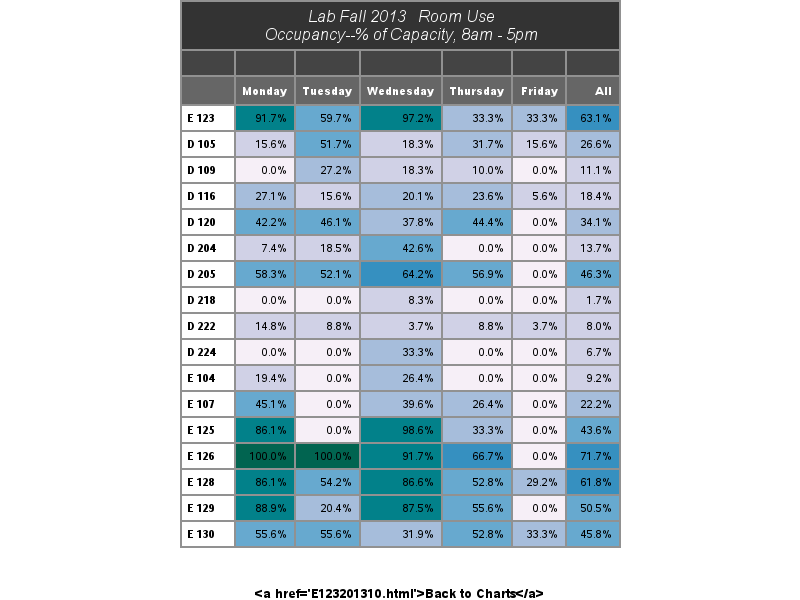 Lab Fall 2013 Room Use
Occupancy--% of Capacity, 8am - 5pm
Monday Tuesday Wednesday Thursday Friday All
E 123 91.7% 59.7% 97.2% 33.3% 33.3% 63.1%
D 105 15.6% 51.7% 18.3% 31.7% 15.6% 26.6%
D 109 0.0% 27.2% 18.3% 10.0% 0.0% 11.1%
D 116 27.1% 15.6% 20.1% 23.6% 5.6% 18.4%
D 120 42.2% 46.1% 37.8% 44.4% 0.0% 34.1%
D 204 7.4% 18.5% 42.6% 0.0% 0.0% 13.7%
D 205 58.3% 52.1% 64.2% 56.9% 0.0% 46.3%
D 218 0.0% 0.0% 8.3% 0.0% 0.0% 1.7%
D 222 14.8% 8.8% 3.7% 8.8% 3.7% 8.0%
D 224 0.0% 0.0% 33.3% 0.0% 0.0% 6.7%
E 104 19.4% 0.0% 26.4% 0.0% 0.0% 9.2%
E 107 45.1% 0.0% 39.6% 26.4% 0.0% 22.2%
E 125 86.1% 0.0% 98.6% 33.3% 0.0% 43.6%
E 126 100.0% 100.0% 91.7% 66.7% 0.0% 71.7%
E 128 86.1% 54.2% 86.6% 52.8% 29.2% 61.8%
E 129 88.9% 20.4% 87.5% 55.6% 0.0% 50.5%
E 130 55.6% 55.6% 31.9% 52.8% 33.3% 45.8%
<a href='E123201310.html'>Back to Charts</a>